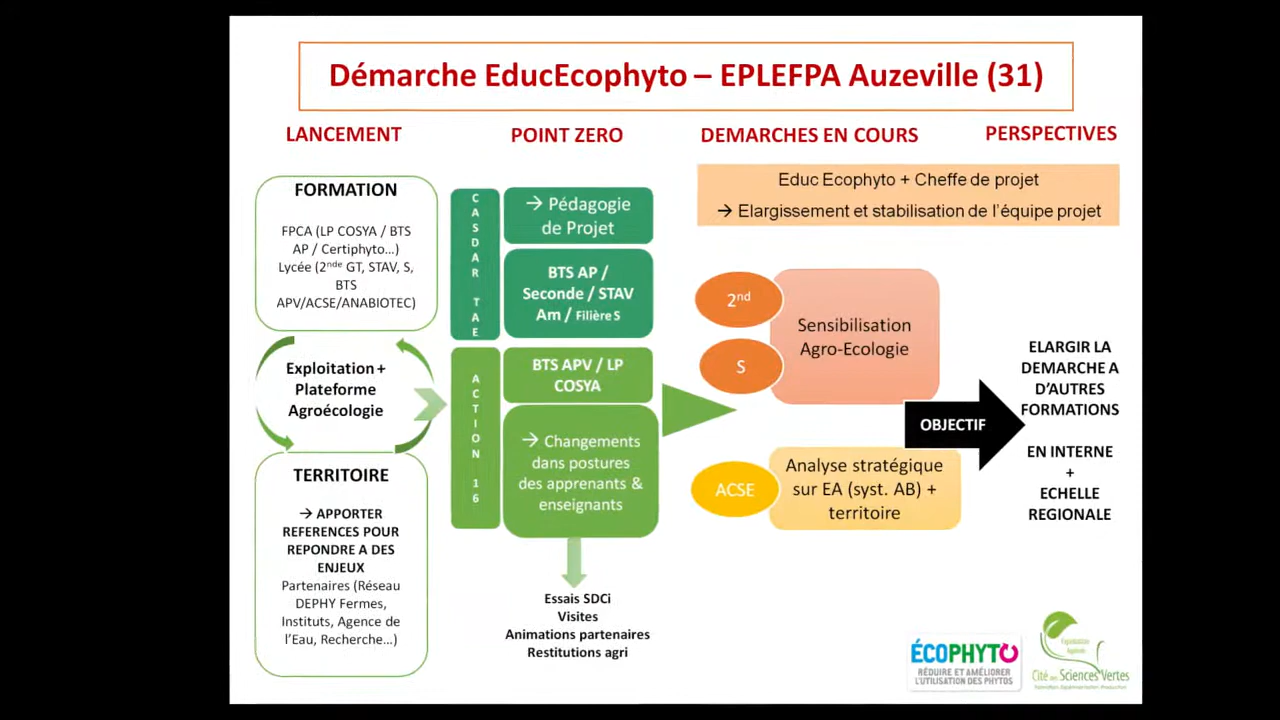 Démarche EducEcophyto – EPLEFPA Auzeville (31)
LANCEMENT
POINT ZERO
DEMARCHES EN COURS
PERSPECTIVES
FORMATION
FPCA (LP COSYA / BTS
AP / Certiphyto…)
Lycée (2nde GT, STAV, S,
BTS
APV/ACSE/ANABIOTEC)
Exploitation +
Plateforme
Agroécologie
TERRITOIRE
→ APPORTER
REFERENCES POUR
REPONDRE A DES
ENJEUX
Partenaires (Réseau
DEPHY Fermes,
Instituts, Agence de
l’Eau, Recherche…)
CASDAR TAE
→ Pédagogie
de Projet
BTS AP /
Seconde / STAV
Am / Filière S
ACTION 16
BTS APV / LP
COSYA
→ Changements
dans postures
des apprenants &
enseignants
Essais SDCi
Visites
Animations partenaires
Restitutions agri
Educ Ecophyto + Cheffe de projet
→ Elargissement et stabilisation de l’équipe projet
2nd
S
Sensibilisation
Agro-Ecologie
ACSE
Analyse stratégique
sur EA (syst. AB) +
territoire
OBJECTIF
ELARGIR LA
DEMARCHE A
D’AUTRES
FORMATIONS
EN INTERNE
+
ECHELLE
REGIONALE
ÉCOPHYTO
RÉDUIRE ET AMÉLIORER
L’UTILISATION DES PHYTOS
Exploitation
Agricole
Cité des Sciences Vertes